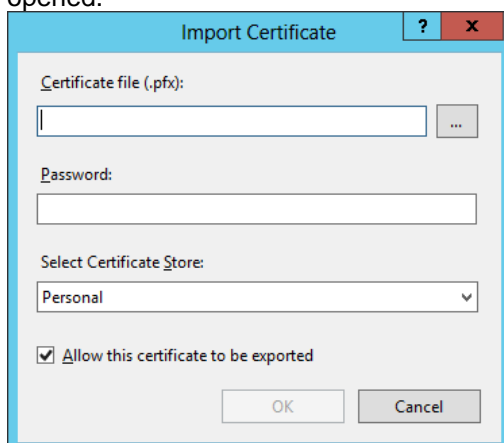 opened.
Import Certificate ? x
Certificate file (.pfx):
...
Password:
Select Certificate Store:
Personal
Allow this certificate to be exported
OK Cancel